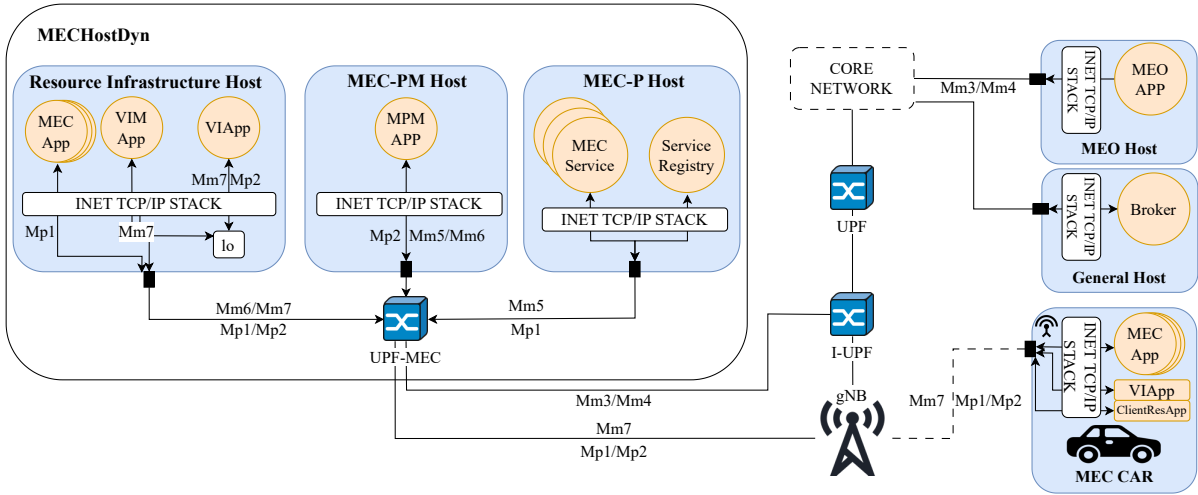 MECHostDyn
Resource Infrastructure Host
MEC
App
VIM
App
VIApp
Mm7
Mp2
INET TCP/IP STACK
Mp1
Mm7
lo
MEC-PM Host
MPM
APP
INET TCP/IP STACK
Mp2
Mm5/Mm6
MEC-P Host
MEC
Service
Service
Registry
INET TCP/IP STACK
Mm6/Mm7
Mp1/Mp2
Mm5
Mp1
UPF-MEC
CORE
NETWORK
UPF
I-UPF
gNB
Mm3/Mm4
Mm3/Mm4
Mm7
Mp1/Mp2
Mm7
Mp1/Mp2
INET TCP/IP
STACK
MEO
APP
MEO Host
INET TCP/IP
STACK
Broker
General Host
INET TCP/IP
STACK
MEC
App
VIApp
ClientResApp
MEC CAR